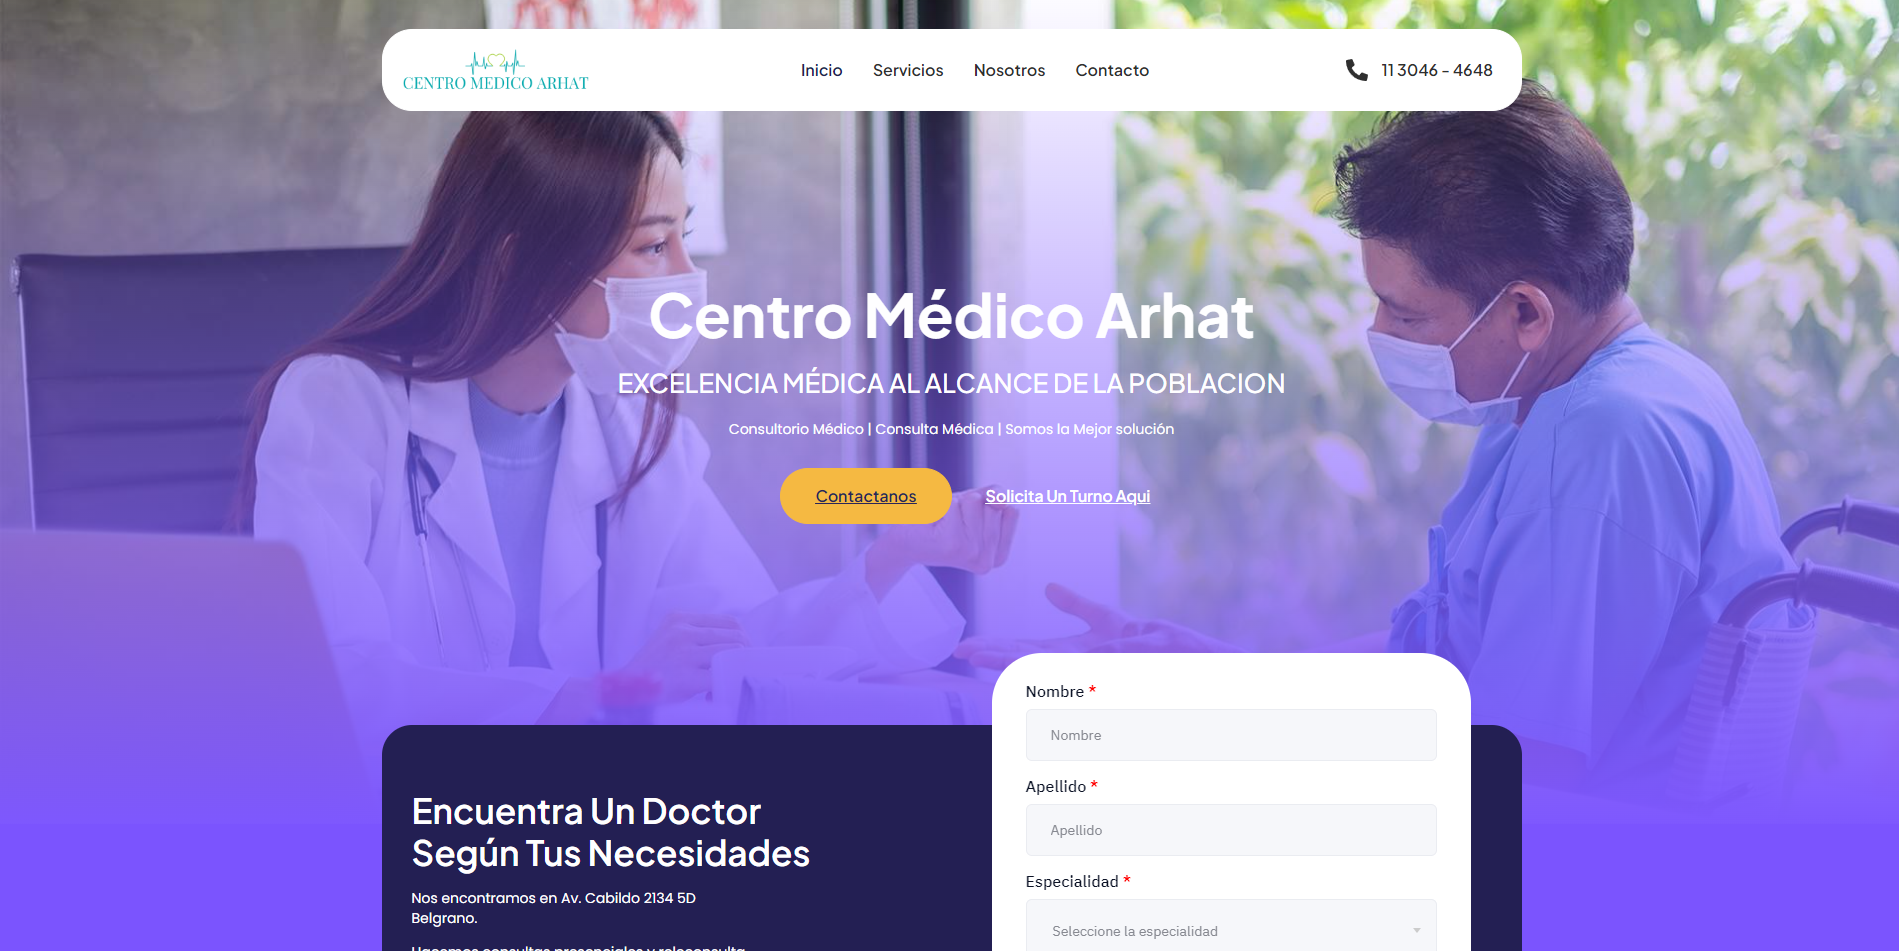 CENTRO MEDICO ARHAT
Inicio
Servicios
Nosotros
Contacto
11 3046 - 4648
Centro Médico Arhat
EXCELENCIA MÉDICA AL ALCANCE DE LA POBLACION
Consultorio Médico | Consulta Médica | Somos la Mejor solución
Contactanos
Solicita Un Turno Aqui
Encuentra Un Doctor
Según Tus Necesidades
Nos encontramos en Av. Cabildo 2134 5D
Belgrano.
Nombre *
Nombre
Apellido *
Apellido
Especialidad *
Seleccione la especialidad